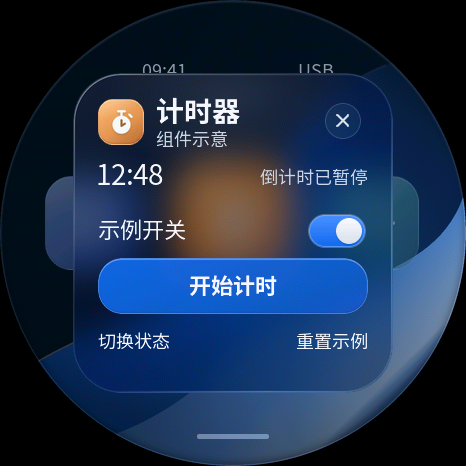 09:41 USB
计时器
组件示意
12:48 倒计时已暂停
示例开关
开始计时
切换状态 重置示例